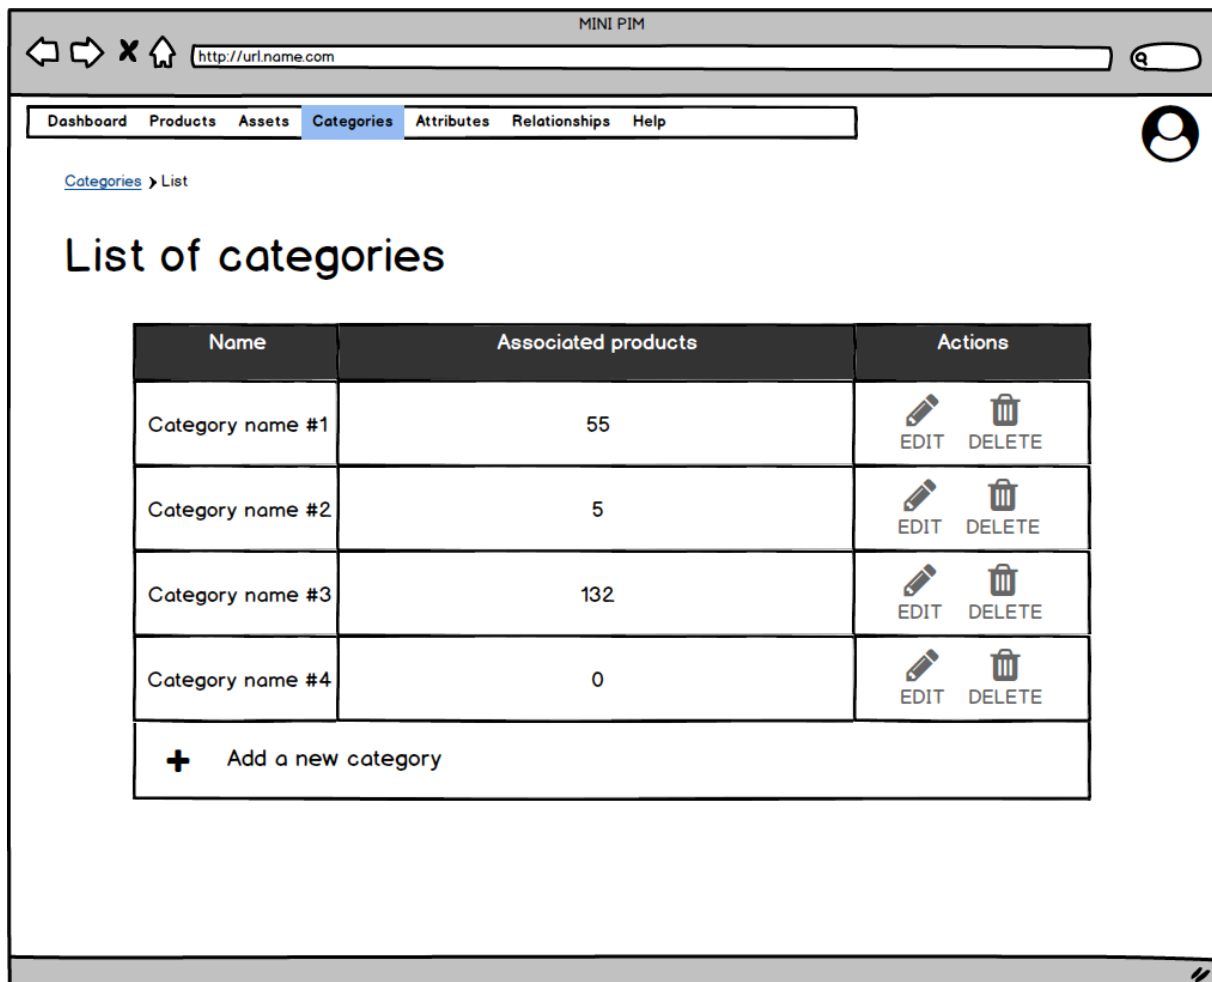 MINI PIM
http://url.name.com
Dashboard Products Assets Categories Attributes Relationships Help
Categories > List
List of categories
Name Associated products Actions
Category name #1 55 EDIT DELETE
Category name #2 5 EDIT DELETE
Category name #3 132 EDIT DELETE
Category name #4 0 EDIT DELETE
+ Add a new category